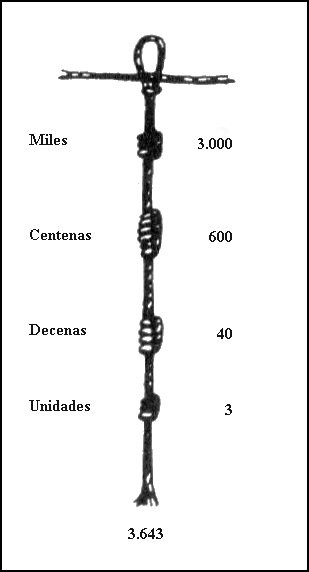 Miles 3.000
Centenas 600
Decenas 40
Unidades 3
3.643